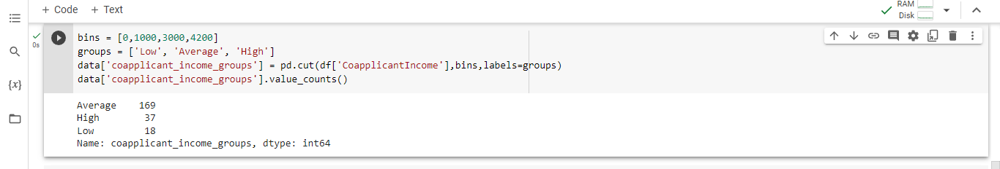 + Code + Text
RAM
Disk
0s
bins = [0,1000,3000,4200]
groups = ['Low', 'Average', 'High']
data['coapplicant_income_groups'] = pd.cut(df['CoapplicantIncome'],bins,labels=groups)
data['coapplicant_income_groups'].value_counts()
{x}
Average    169
High        37
Low         18
Name: coapplicant_income_groups, dtype: int64